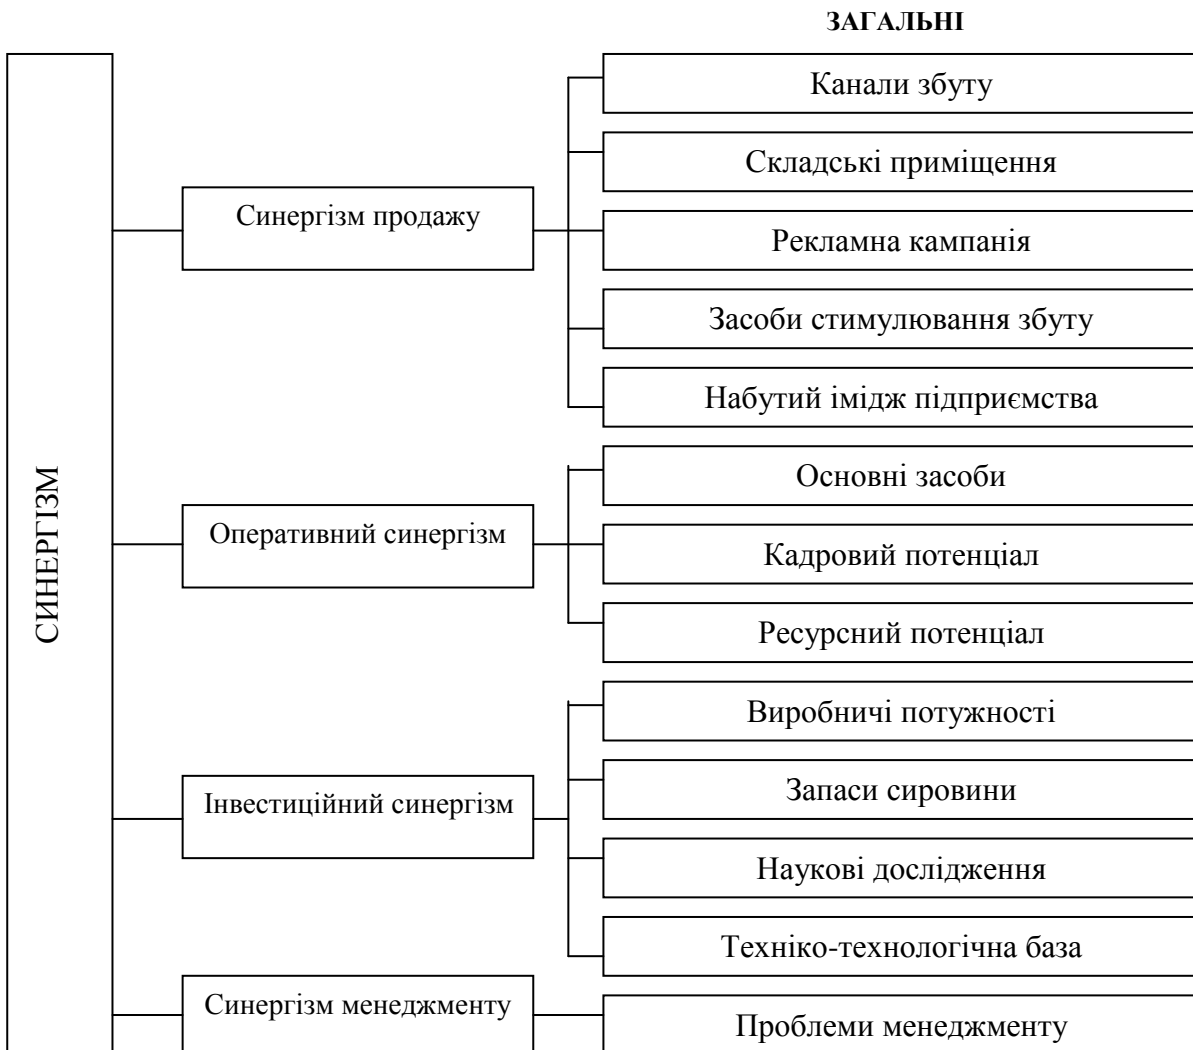 ЗАГАЛЬНІ
СИНЕРГІЗМ
Синергізм продажу
Канали збуту
Складські приміщення
Рекламна кампанія
Засоби стимулювання збуту
Набутий імідж підприємства
Оперативний синергізм
Основні засоби
Кадровий потенціал
Ресурсний потенціал
Інвестиційний синергізм
Виробничі потужності
Запаси сировини
Наукові дослідження
Техніко-технологічна база
Синергізм менеджменту
Проблеми менеджменту